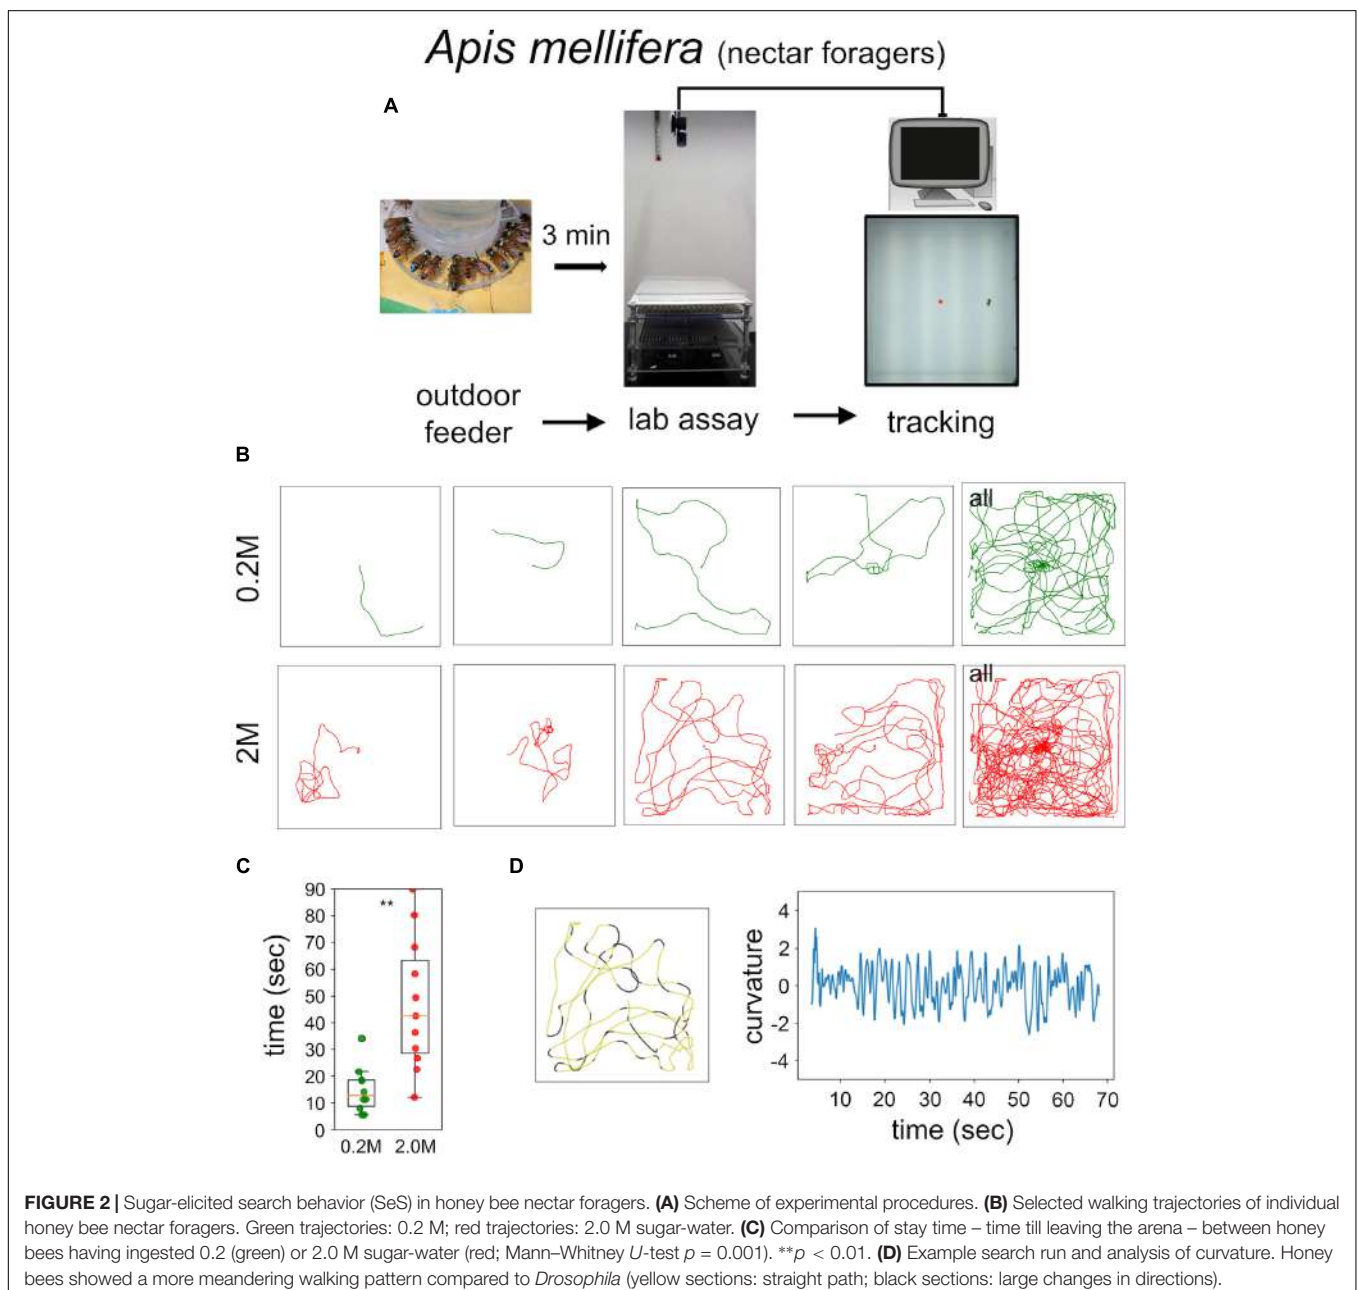 Apis mellifera (nectar foragers)
A
3 min
outdoor
feeder
lab assay
tracking
B
0.2M
all
2M
all
C
D
time (sec)
90
80
70
60
50
40
30
20
10
0
**
0.2M 2.0M
curvature
4
2
0
-2
-4
10 20 30 40 50 60 70
time (sec)
FIGURE 2 | Sugar-elicited search behavior (SeS) in honey bee nectar foragers. (A) Scheme of experimental procedures. (B) Selected walking trajectories of individual
honey bee nectar foragers. Green trajectories: 0.2 M; red trajectories: 2.0 M sugar-water. (C) Comparison of stay time – time till leaving the arena – between honey
bees having ingested 0.2 (green) or 2.0 M sugar-water (red; Mann–Whitney U-test p = 0.001). **p < 0.01. (D) Example search run and analysis of curvature. Honey
bees showed a more meandering walking pattern compared to Drosophila (yellow sections: straight path; black sections: large changes in directions).